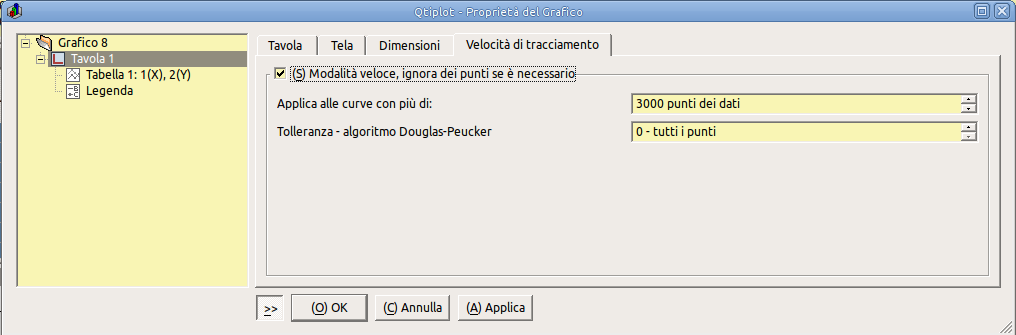 Qtiplot - Proprietà del Grafico
Grafico 8
Tavola 1
Tabella 1: 1(X), 2(Y)
Legenda
Tavola
Tela
Dimensioni
Velocità di tracciamento
(S) Modalità veloce, ignora dei punti se è necessario
Applica alle curve con più di:
3000 punti dei dati
Tolleranza - algoritmo Douglas-Peucker
0 - tutti i punti
>>
(O) OK
(C) Annulla
(A) Applica